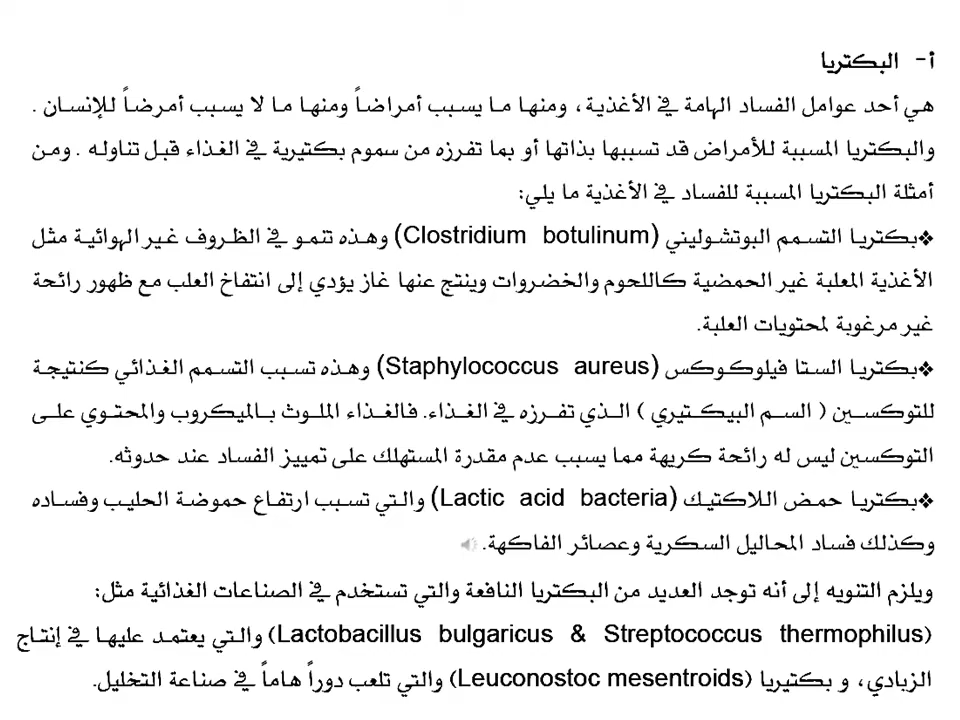 أ- البكتريا
هي أحد عوامل الفساد الهامة في الأغذية، ومنها ما يسبب أمراضاً ومنها ما لا يسبب أمرضاً للإنسان .
والبكتريا المسببة للأمراض قد تسببها بذاتها أو بما تفرزه من سموم بكتيرية في الغذاء قبل تناوله . ومن
أمثلة البكتريا المسببة للفساد في الأغذية ما يلي:
❖بكتريا التسمم البوتشوليني (Clostridium botulinum) وهذه تنمو في الظروف غير الهوائية مثل
الأغذية المعلبة غير الحمضية كاللحوم والخضروات وينتج عنها غاز يؤدي إلى انتفاخ العلب مع ظهور رائحة
غير مرغوبة لمحتويات العلبة.
❖بكتريا الستا فيلوكوكس (Staphylococcus aureus) وهذه تسبب التسمم الغذائي كنتيجة
للتوكسين ( السم البيكتيري ) الذي تفرزه في الغذاء. فالغذاء الملوث بالميكروب والمحتوي على
التوكسين ليس له رائحة كريهة مما يسبب عدم مقدرة المستهلك على تمييز الفساد عند حدوثه.
❖بكتريا حمض اللاكتيك (Lactic acid bacteria) والتي تسبب ارتفاع حموضة الحليب وفساده
وكذلك فساد المحاليل السكرية وعصائر الفاكهة.
ويلزم التنويه إلى أنه توجد العديد من البكتريا النافعة والتي تستخدم في الصناعات الغذائية مثل:
(Lactobacillus bulgaricus & Streptococcus thermophilus) والتي يعتمد عليها في إنتاج
الزبادي، و بكتيريا (Leuconostoc mesentroids) والتي تلعب دوراً هاماً في صناعة التخليل.